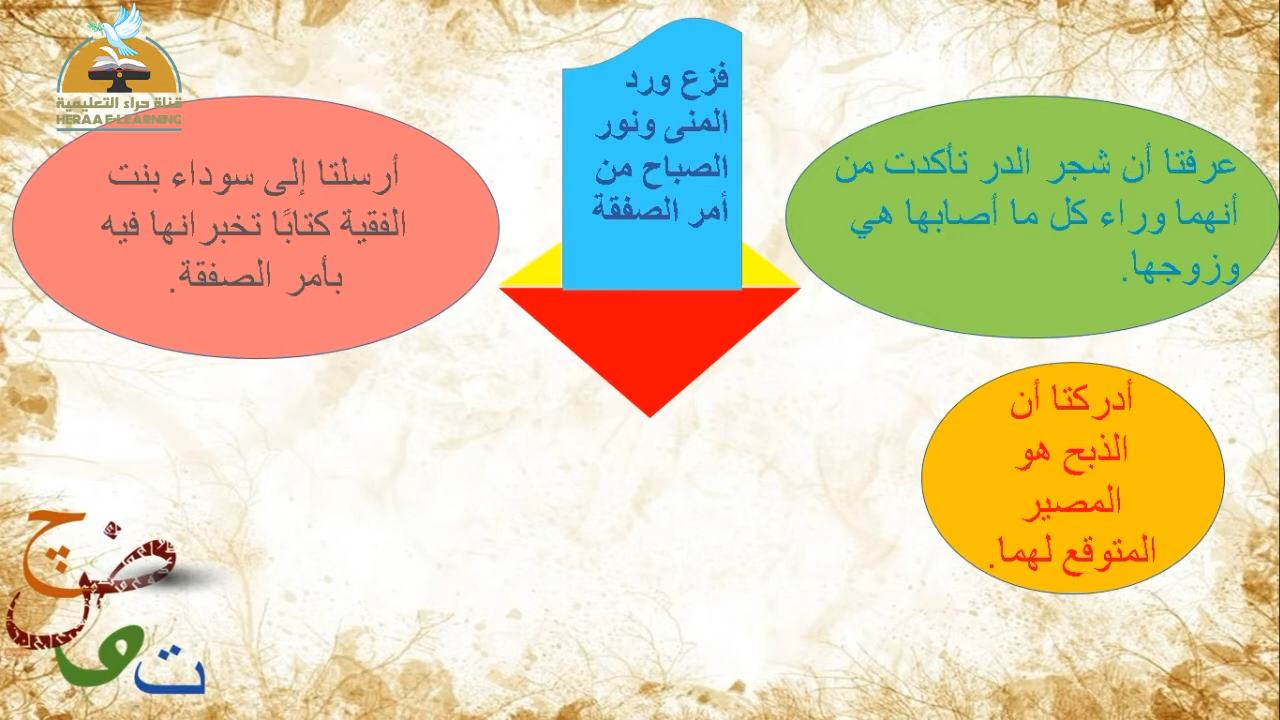 قناة حراء التعليمية
HERAA E-LEARNING
فزع ورد
المنى ونور
الصباح من
أمر الصفقة
عرفتا أن شجر الدر تأكدت من
أنهما وراء كل ما أصابها هي
وزوجها.
أرسلتا إلى سوداء بنت
الفقية كتابًا تخبرانها فيه
بأمر الصفقة.
أدركتا أن
الذبح هو
المصير
المتوقع لهما.
ج
ض
و
ت